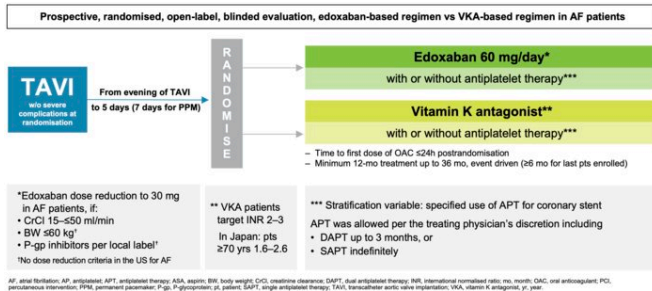 Prospective, randomised, open-label, blinded evaluation, edoxaban-based regimen vs VKA-based regimen in AF patients
TAVI
w/o severe
complications at
randomisation
From evening of TAVI
to 5 days (7 days for PPM)
RANDOMISE
Edoxaban 60 mg/day*
with or without antiplatelet therapy***
Vitamin K antagonist**
with or without antiplatelet therapy***
– Time to first dose of OAC ≤24h postrandomisation
– Minimum 12-mo treatment up to 36 mo, event driven (≥6 mo for last pts enrolled)
*Edoxaban dose reduction to 30 mg
in AF patients, if:
• CrCl 15–≤50 ml/min
• BW ≤60 kg†
• P-gp inhibitors per local label†
†No dose reduction criteria in the US for AF
** VKA patients
target INR 2–3
In Japan: pts
≥70 yrs 1.6–2.6
*** Stratification variable: specified use of APT for coronary stent
APT was allowed per the treating physician's discretion including
• DAPT up to 3 months, or
• SAPT indefinitely
AF, atrial fibrillation; AP, antiplatelet; APT, antiplatelet therapy; ASA, aspirin; BW, body weight; CrCl, creatinine clearance; DAPT, dual antiplatelet therapy; INR, international normalised ratio; mo, month; OAC, oral anticoagulant; PCI,
percutaneous intervention; PPM, permanent pacemaker; P-gp, P-glycoprotein; pt, patient; SAPT, single antiplatelet therapy; TAVI, transcatheter aortic valve implantation; VKA, vitamin K antagonist, yr, year.